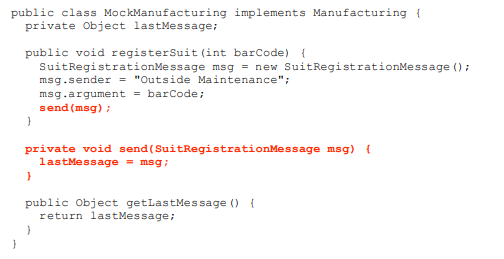 public class MockManufacturing implements Manufacturing {
  private Object lastMessage;

  public void registerSuit(int barCode) {
    SuitRegistrationMessage msg = new SuitRegistrationMessage();
    msg.sender = "Outside Maintenance";
    msg.argument = barCode;
    send(msg);
  }

  private void send(SuitRegistrationMessage msg) {
    lastMessage = msg;
  }

  public Object getLastMessage() {
    return lastMessage;
  }
}